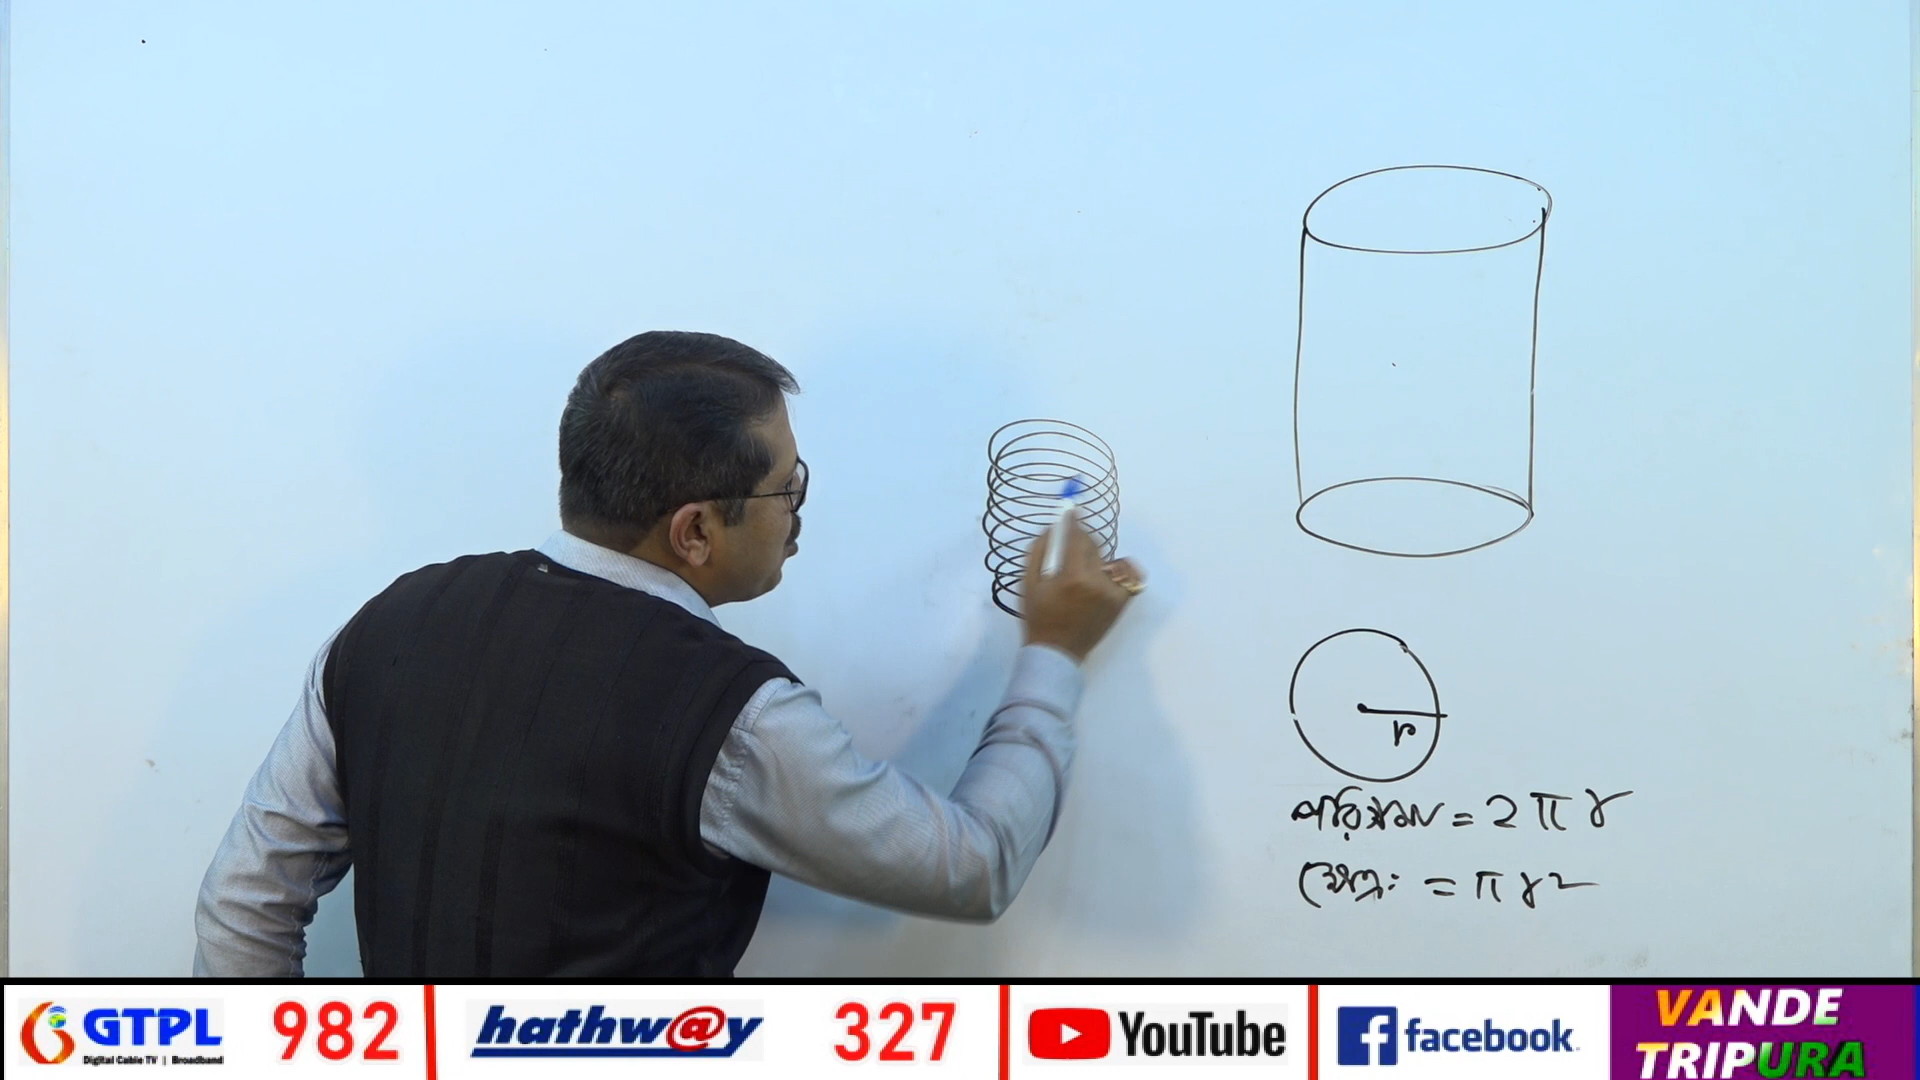 r
পরিসীমা = 2πr
ক্ষেত্রঃ = πr2
GTPL 982 hathw@y 327 YouTube facebook VANDE
Digital Cable TV | Broadband TRIPURA